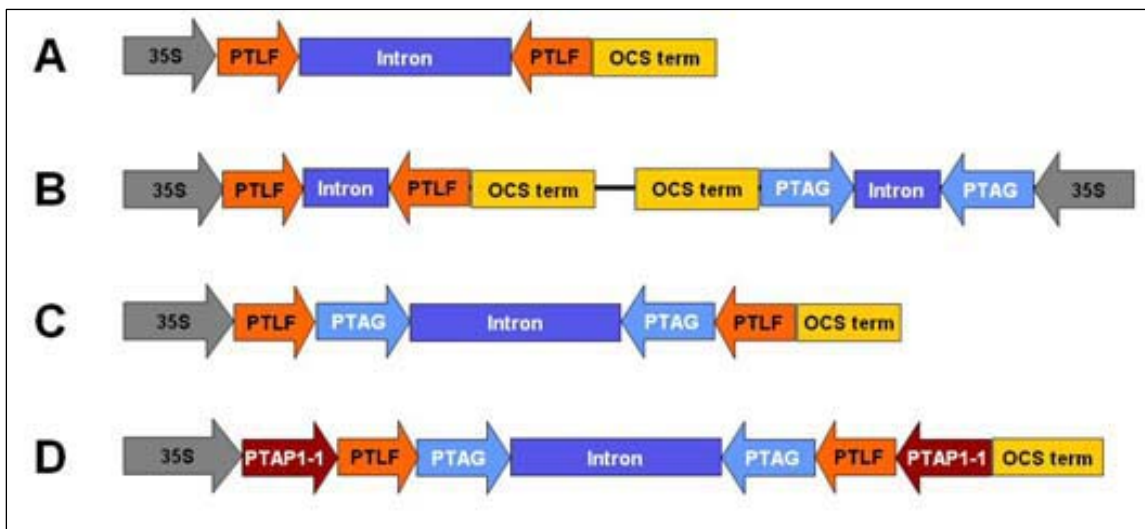 A 35S PTLF Intron PTLF OCS term
B 35S PTLF Intron PTLF OCS term OCS term PTAG Intron PTAG 35S
C 35S PTLF PTAG Intron PTAG PTLF OCS term
D 35S PTAP1-1 PTLF PTAG Intron PTAG PTLF PTAP1-1 OCS term